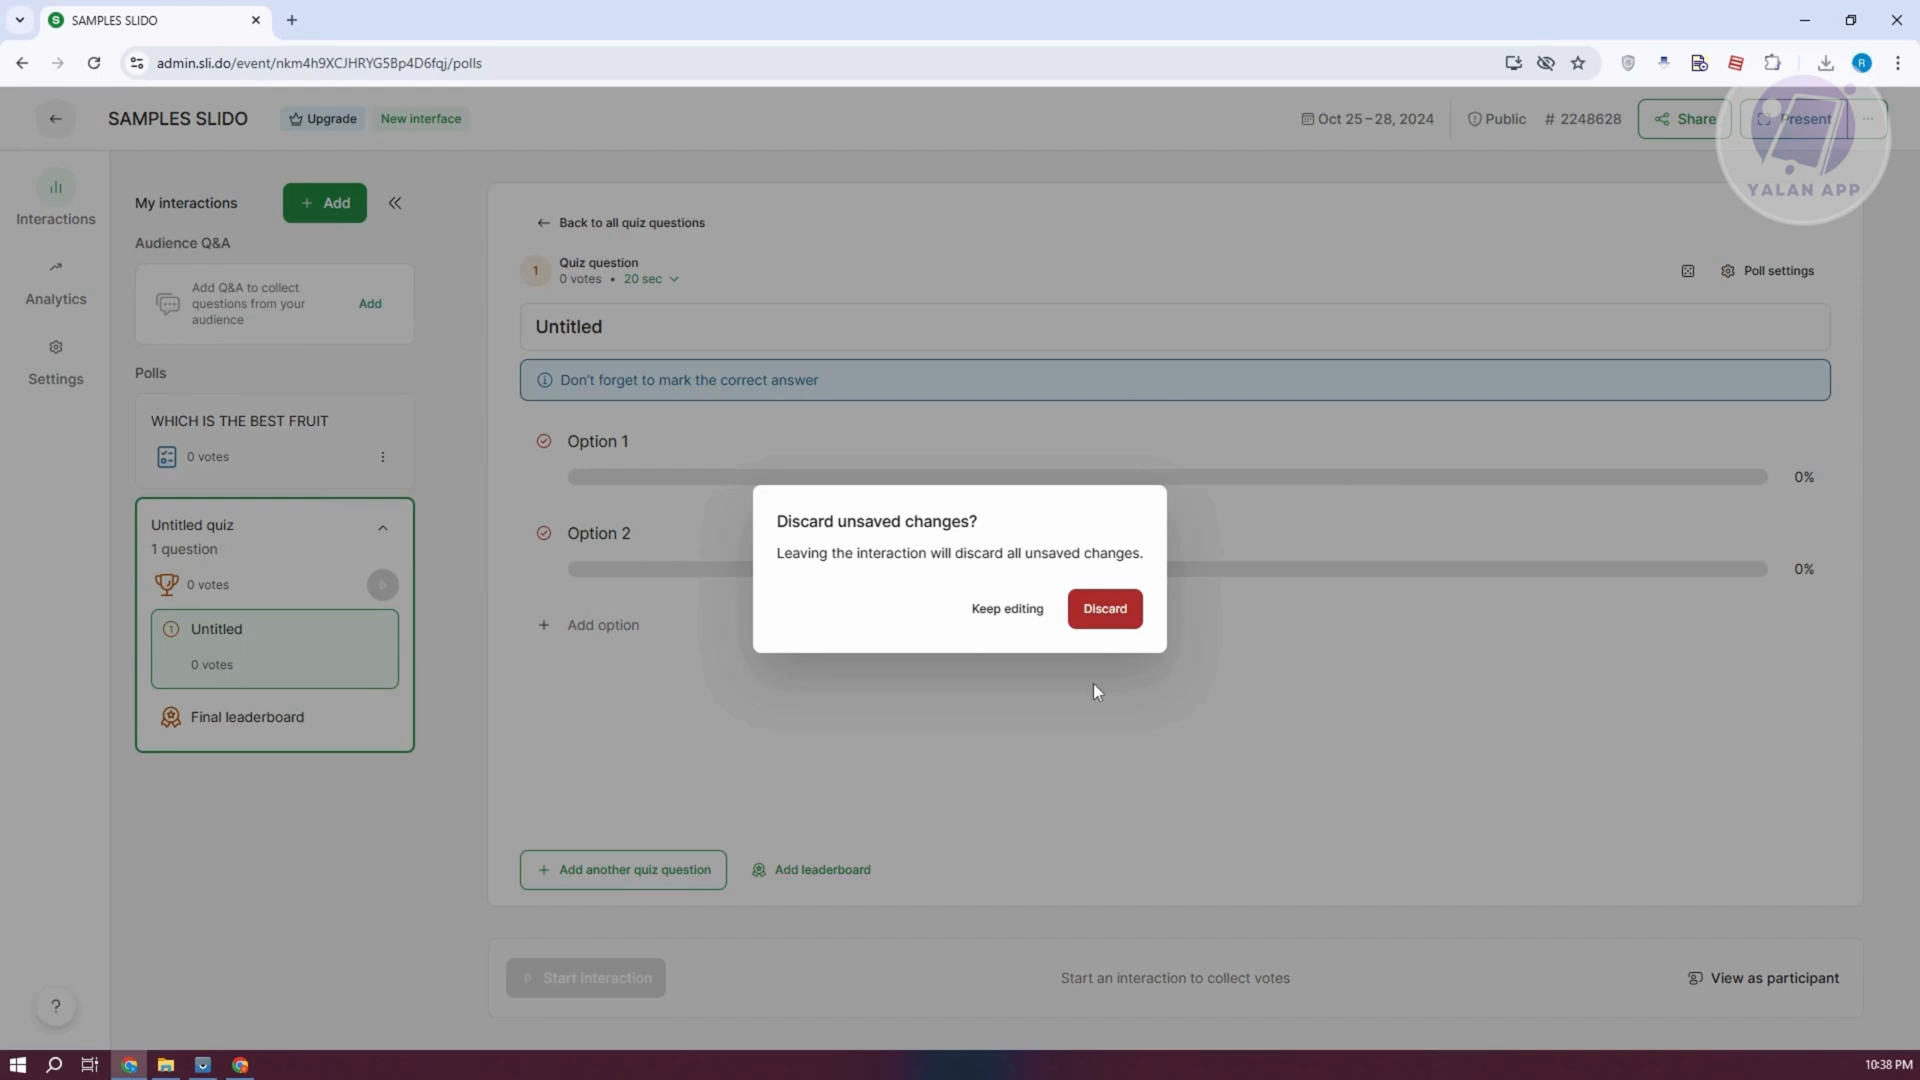 SAMPLES SLIDO
admin.sli.do/event/nkm4h9XCJHRYG5Bp4D6fqj/polls
R
SAMPLES SLIDO
Upgrade
New interface
Oct 25 – 28, 2024
Public
# 2248628
Share
Present
YALAN APP
Interactions
Analytics
Settings
My interactions
+ Add
Audience Q&A
Add Q&A to collect
questions from your
audience
Add
Polls
WHICH IS THE BEST FRUIT
0 votes
Untitled quiz
1 question
0 votes
1 Untitled
0 votes
Final leaderboard
Back to all quiz questions
1
Quiz question
0 votes • 20 sec
Poll settings
Untitled
Don't forget to mark the correct answer
Option 1
0%
Option 2
0%
+ Add option
Discard unsaved changes?
Leaving the interaction will discard all unsaved changes.
Keep editing
Discard
+ Add another quiz question
Add leaderboard
Start interaction
Start an interaction to collect votes
View as participant
?
10:38 PM